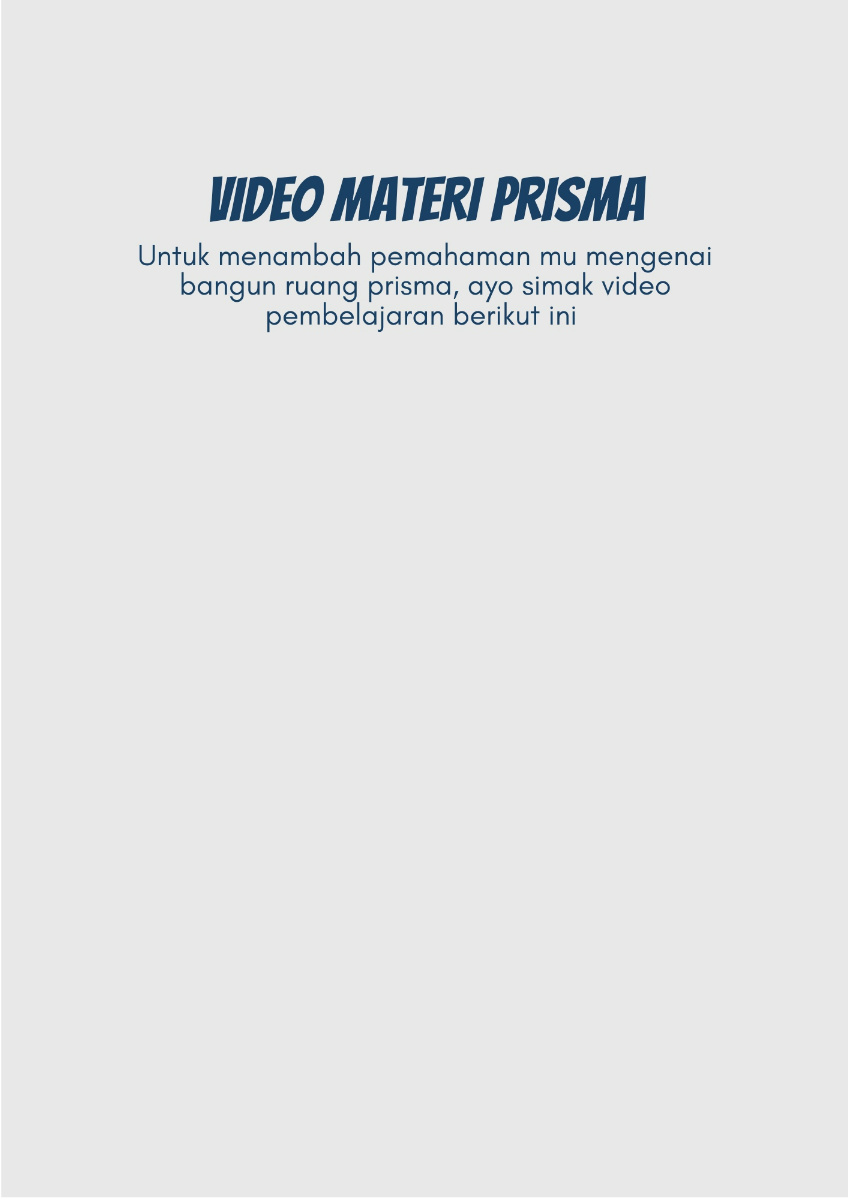 VIDEO MATERI PRISMA
Untuk menambah pemahaman mu mengenai
bangun ruang prisma, ayo simak video
pembelajaran berikut ini